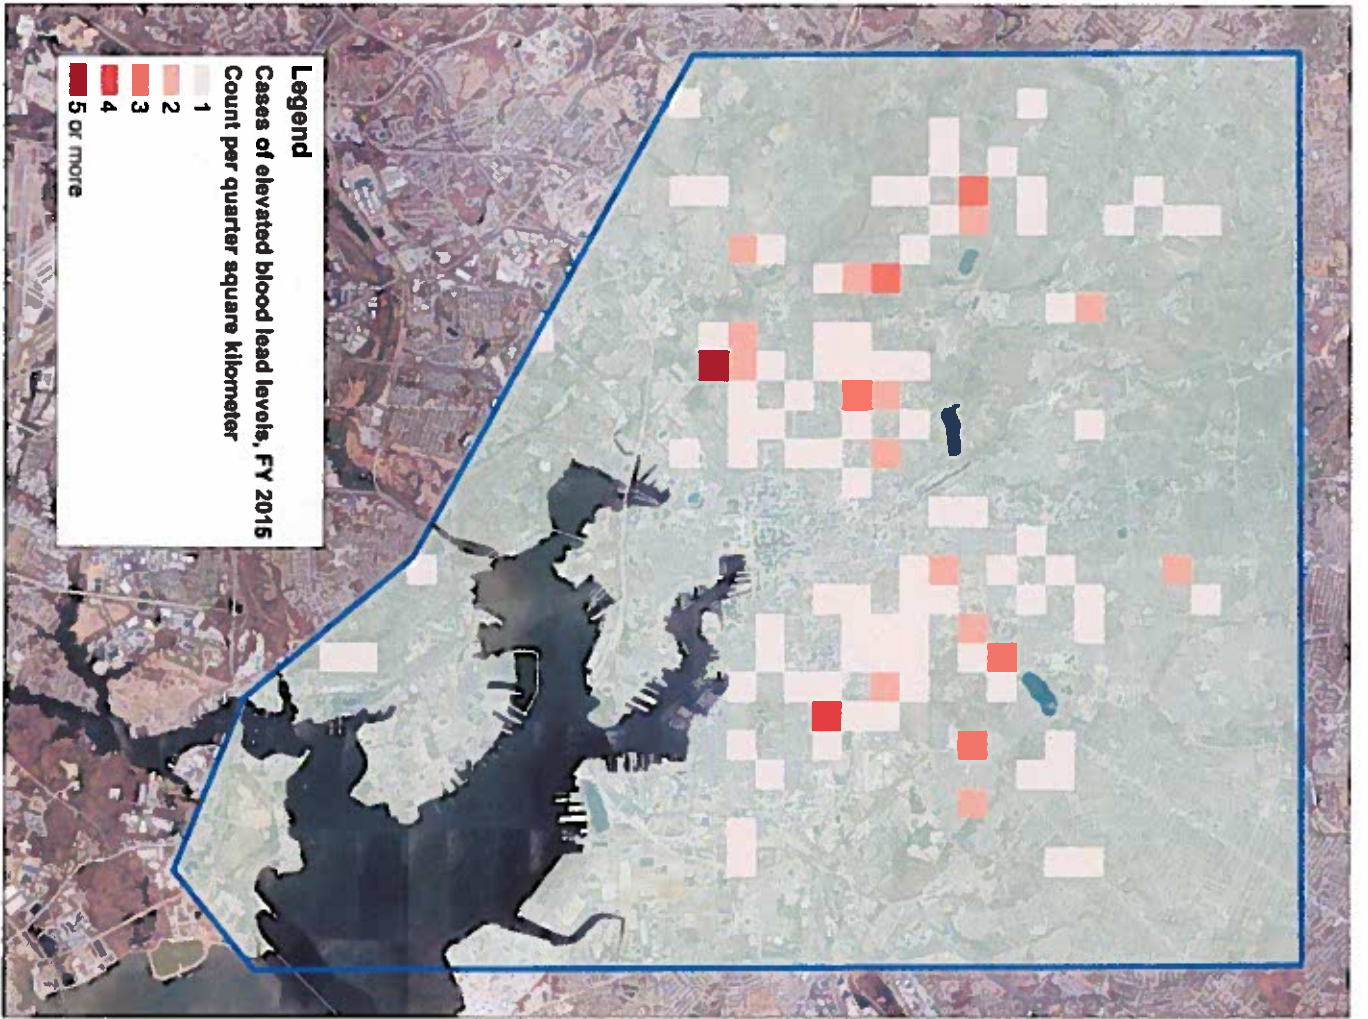 Legend
Cases of elevated blood lead levels, FY 2015
Count per quarter square kilometer
1
2
3
4
5 or more